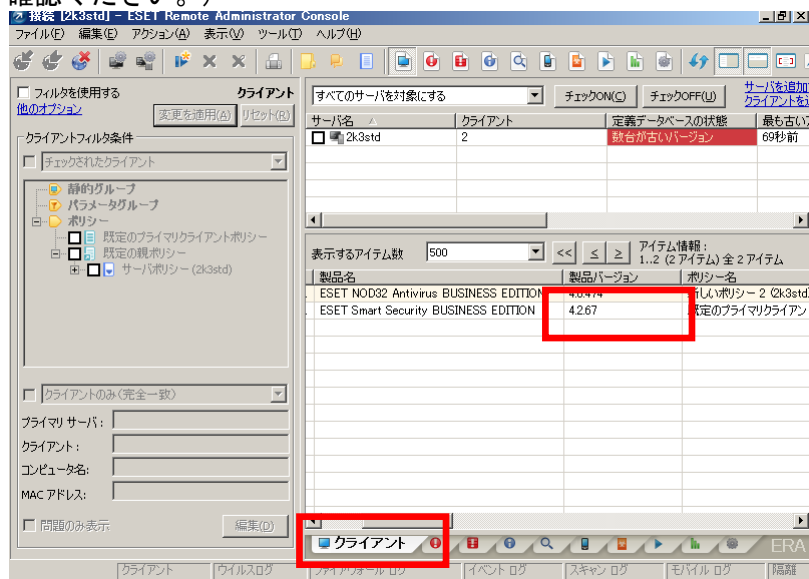 確認ください。)
接続 [2k3std] - ESET Remote Administrator Console
ファイル(F) 編集(E) アクション(A) 表示(V) ツール(T) ヘルプ(H)
フィルタを使用する クライアント
他のオプション 変更を適用(A) リセット(R)
クライアントフィルタ条件
チェックされたクライアント
静的グループ
パラメータグループ
ポリシー
既定のプライマリクライアントポリシー
既定の親ポリシー
サーバポリシー (2k3std)
クライアントのみ(完全一致)
プライマリ サーバ:
クライアント:
コンピュータ名:
MAC アドレス:
問題のみ表示 編集(D)
すべてのサーバを対象にする チェックON(C) チェックOFF(U) サーバを追加
クライアントを
サーバ名 クライアント 定義データベースの状態 最も古い
2k3std 2 数台が古いバージョン 69秒前
表示するアイテム数 500 << ≤ ≥ アイテム情報:
1..2 (2アイテム) 全 2 アイテム
製品名 製品バージョン ポリシー名
ESET NOD32 Antivirus BUSINESS EDITION 4.0.474 新しいポリシー 2 (2k3std)
ESET Smart Security BUSINESS EDITION 4.2.67 既定のプライマリクライアン
クライアント ERA
クライアント ウイルスログ ファイアウォール ログ イベント ログ スキャン ログ モバイル ログ 隔離